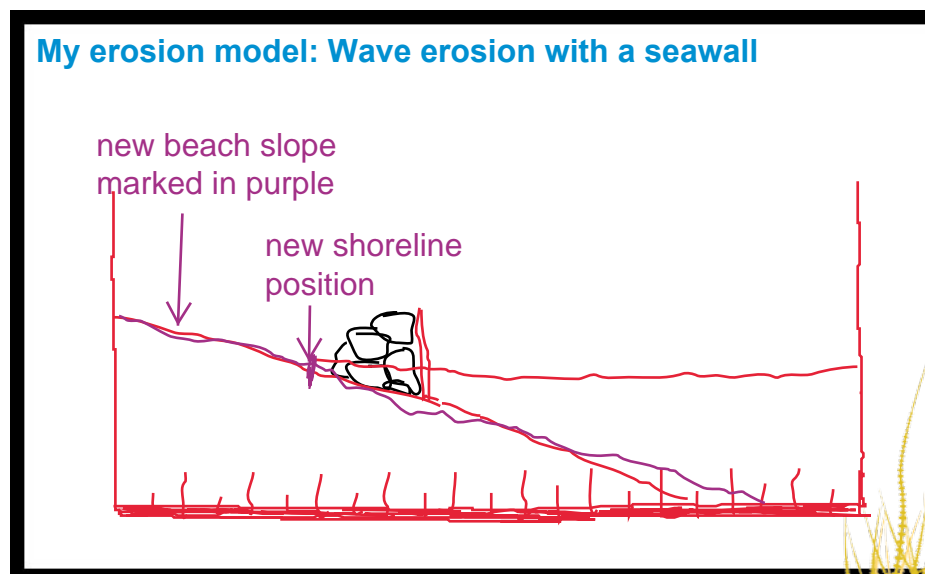 My erosion model: Wave erosion with a seawall
new beach slope
marked in purple
new shoreline
position